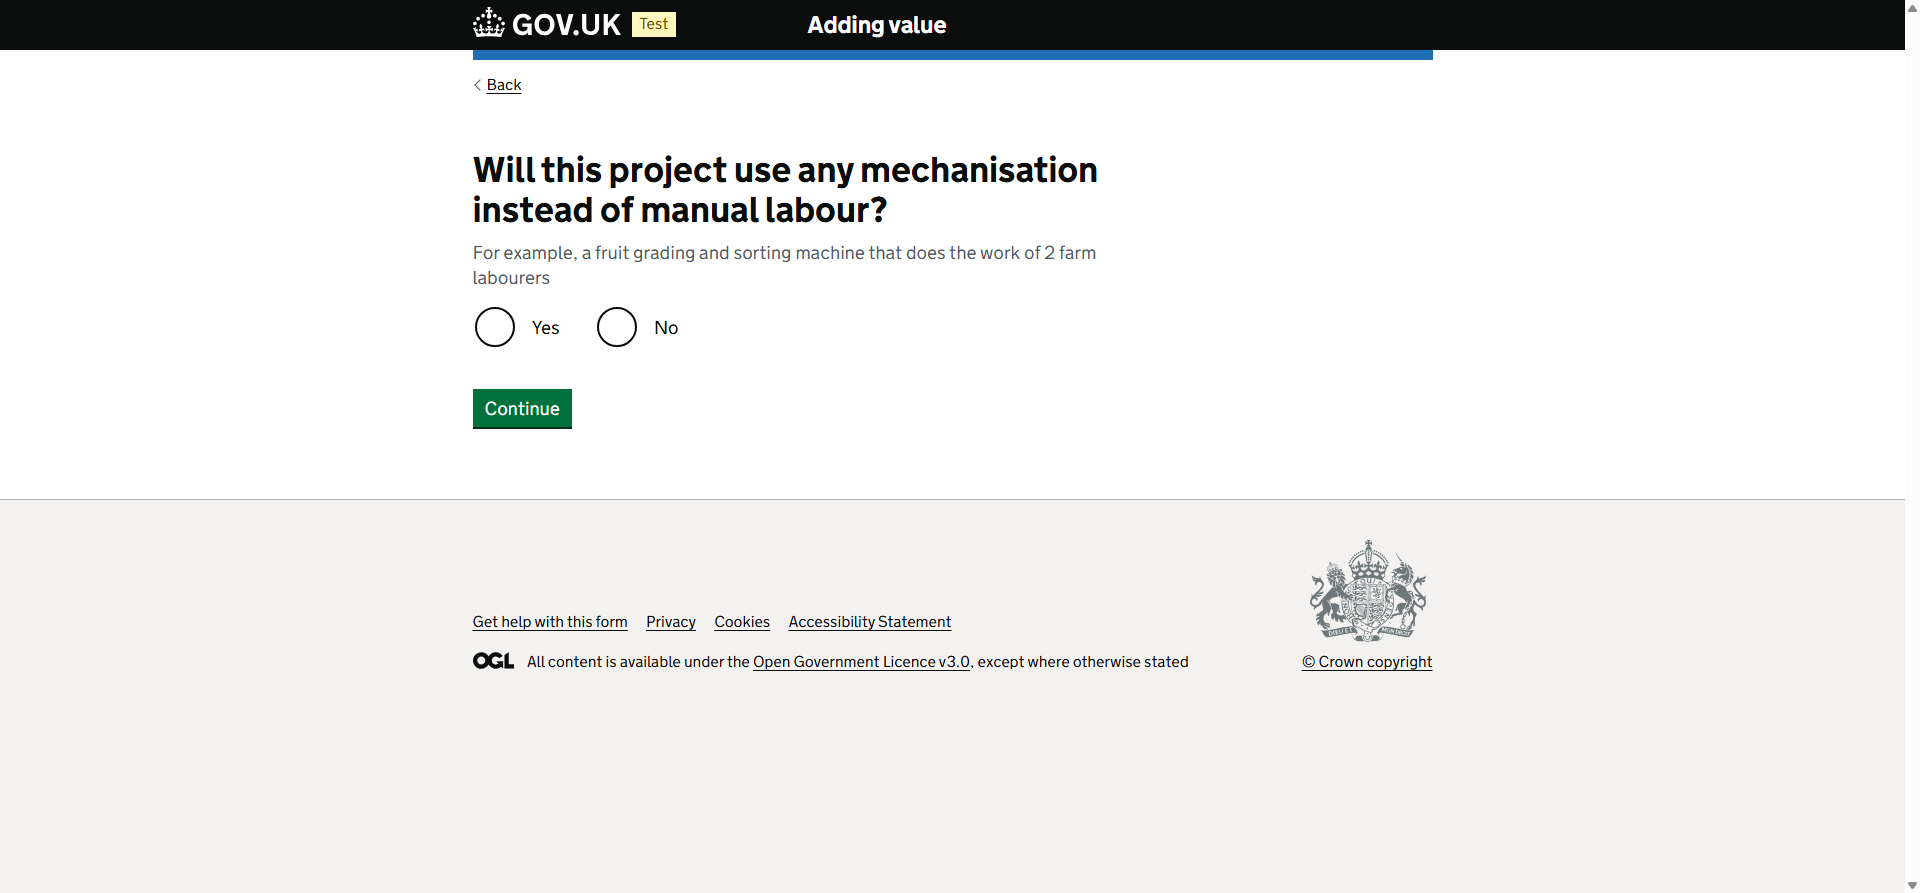 GOV.UK Test Adding value
Back
Will this project use any mechanisation
instead of manual labour?
For example, a fruit grading and sorting machine that does the work of 2 farm
labourers
Yes No
Continue
Get help with this form Privacy Cookies Accessibility Statement
OGL All content is available under the Open Government Licence v3.0, except where otherwise stated
© Crown copyright